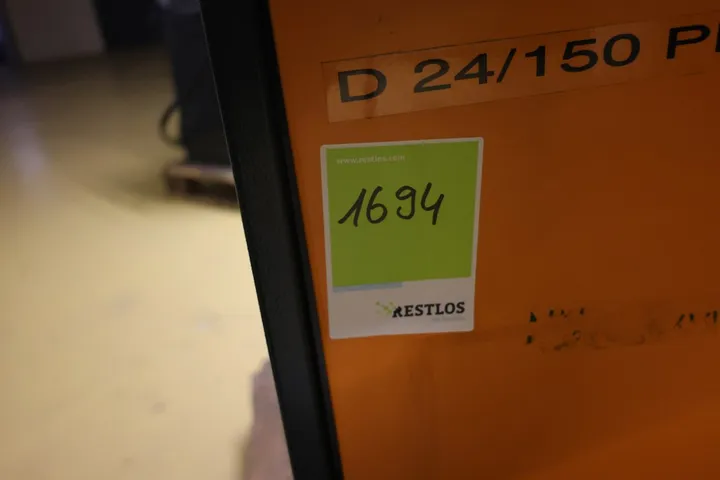 D 24/150 P
www.restlos.com
1694
RESTLOS